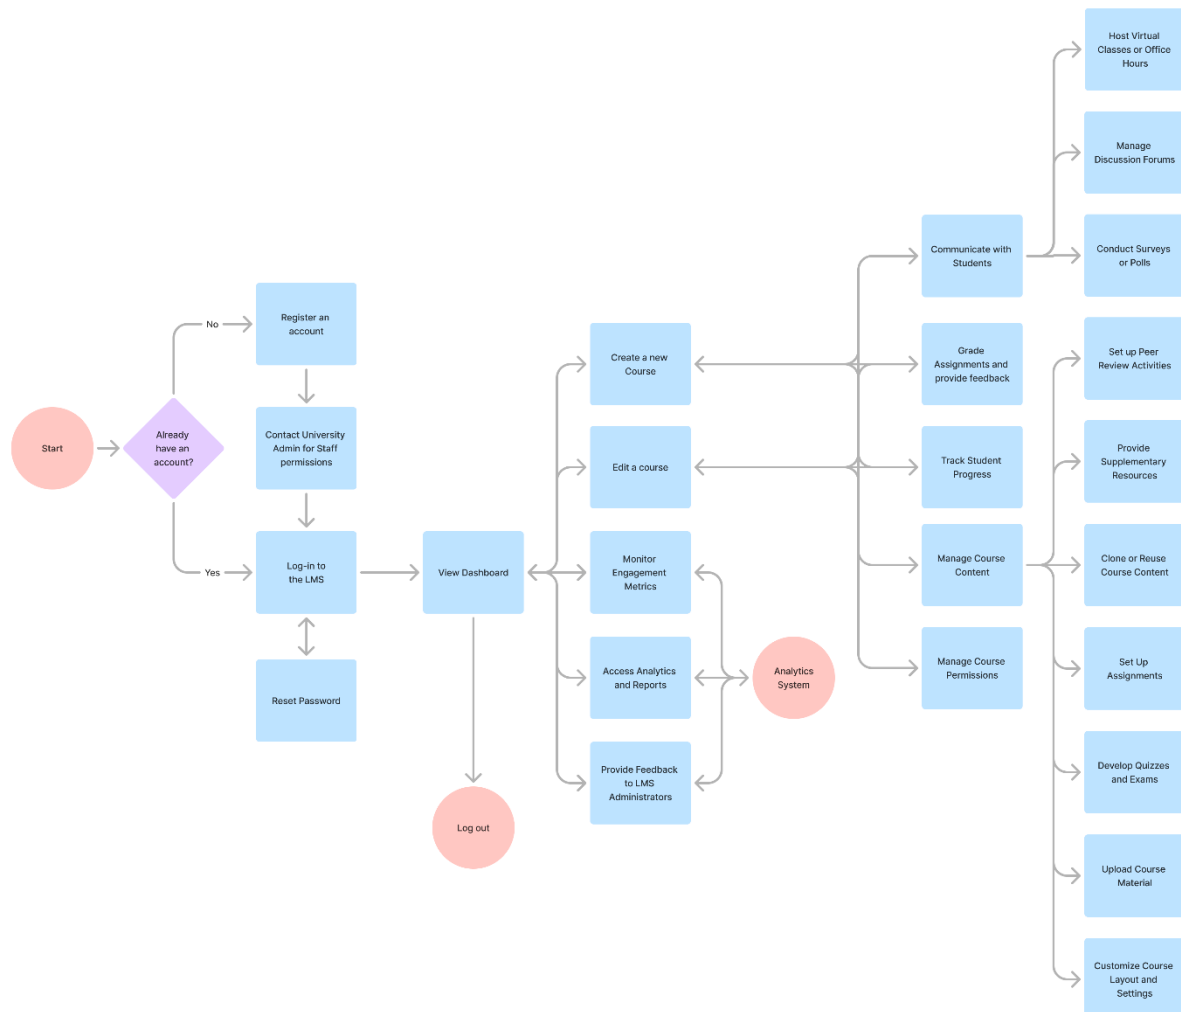 Start
Already
have an
account?
No
Yes
Register an
account
Contact University
Admin for Staff
permissions
Log-in to
the LMS
Reset Password
View Dashboard
Log out
Create a new
Course
Edit a course
Monitor
Engagement
Metrics
Access Analytics
and Reports
Provide Feedback
to LMS
Administrators
Analytics
System
Communicate with
Students
Grade
Assignments and
provide feedback
Track Student
Progress
Manage Course
Content
Manage Course
Permissions
Host Virtual
Classes or Office
Hours
Manage
Discussion Forums
Conduct Surveys
or Polls
Set up Peer
Review Activities
Provide
Supplementary
Resources
Clone or Reuse
Course Content
Set Up
Assignments
Develop Quizzes
and Exams
Upload Course
Material
Customize Course
Layout and
Settings